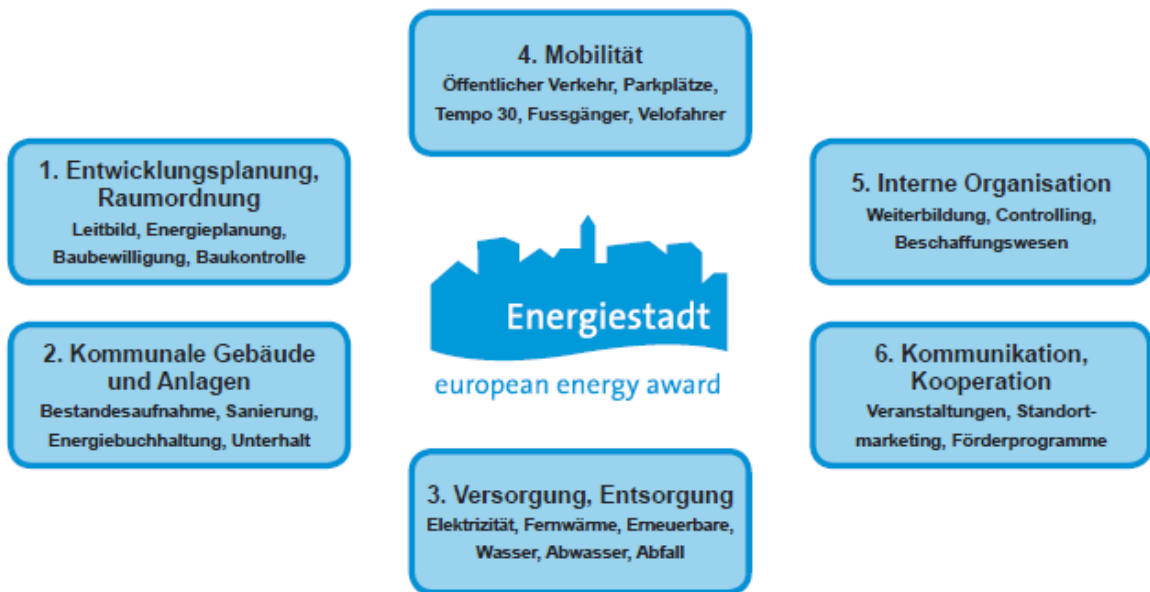 4. Mobilität
Öffentlicher Verkehr, Parkplätze,
Tempo 30, Fussgänger, Velofahrer
1. Entwicklungsplanung,
Raumordnung
Leitbild, Energieplanung,
Baubewilligung, Baukontrolle
5. Interne Organisation
Weiterbildung, Controlling,
Beschaffungswesen
Energiestadt
european energy award
2. Kommunale Gebäude
und Anlagen
Bestandesaufnahme, Sanierung,
Energiebuchhaltung, Unterhalt
6. Kommunikation,
Kooperation
Veranstaltungen, Standort-
marketing, Förderprogramme
3. Versorgung, Entsorgung
Elektrizität, Fernwärme, Erneuerbare,
Wasser, Abwasser, Abfall